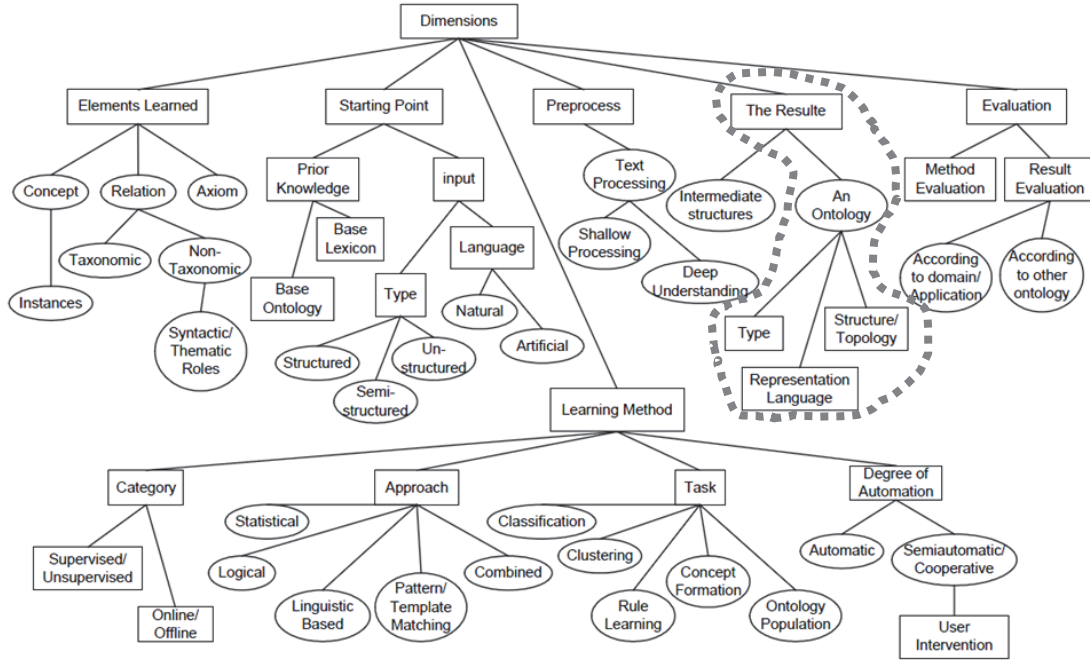 Dimensions
Elements Learned
Starting Point
Preprocess
The Resulte
Evaluation
Concept
Relation
Axiom
Prior
Knowledge
input
Text
Processing
Intermediate
structures
An
Ontology
Method
Evaluation
Result
Evaluation
Taxonomic
Non-
Taxonomic
Instances
Syntactic/
Thematic
Roles
Base
Lexicon
Base
Ontology
Language
Type
Natural
Artificial
Structured
Semi-
structured
Un-
structured
Shallow
Processing
Deep
Understanding
Type
Representation
Language
Structure/
Topology
According
to domain/
Application
According
to other
ontology
Learning Method
Category
Approach
Task
Degree of
Automation
Supervised/
Unsupervised
Online/
Offline
Statistical
Logical
Linguistic
Based
Pattern/
Template
Matching
Combined
Classification
Clustering
Rule
Learning
Concept
Formation
Ontology
Population
Automatic
Semiautomatic/
Cooperative
User
Intervention